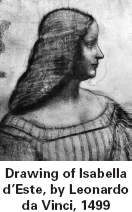 Drawing of Isabella
d’Este, by Leonardo
da Vinci, 1499